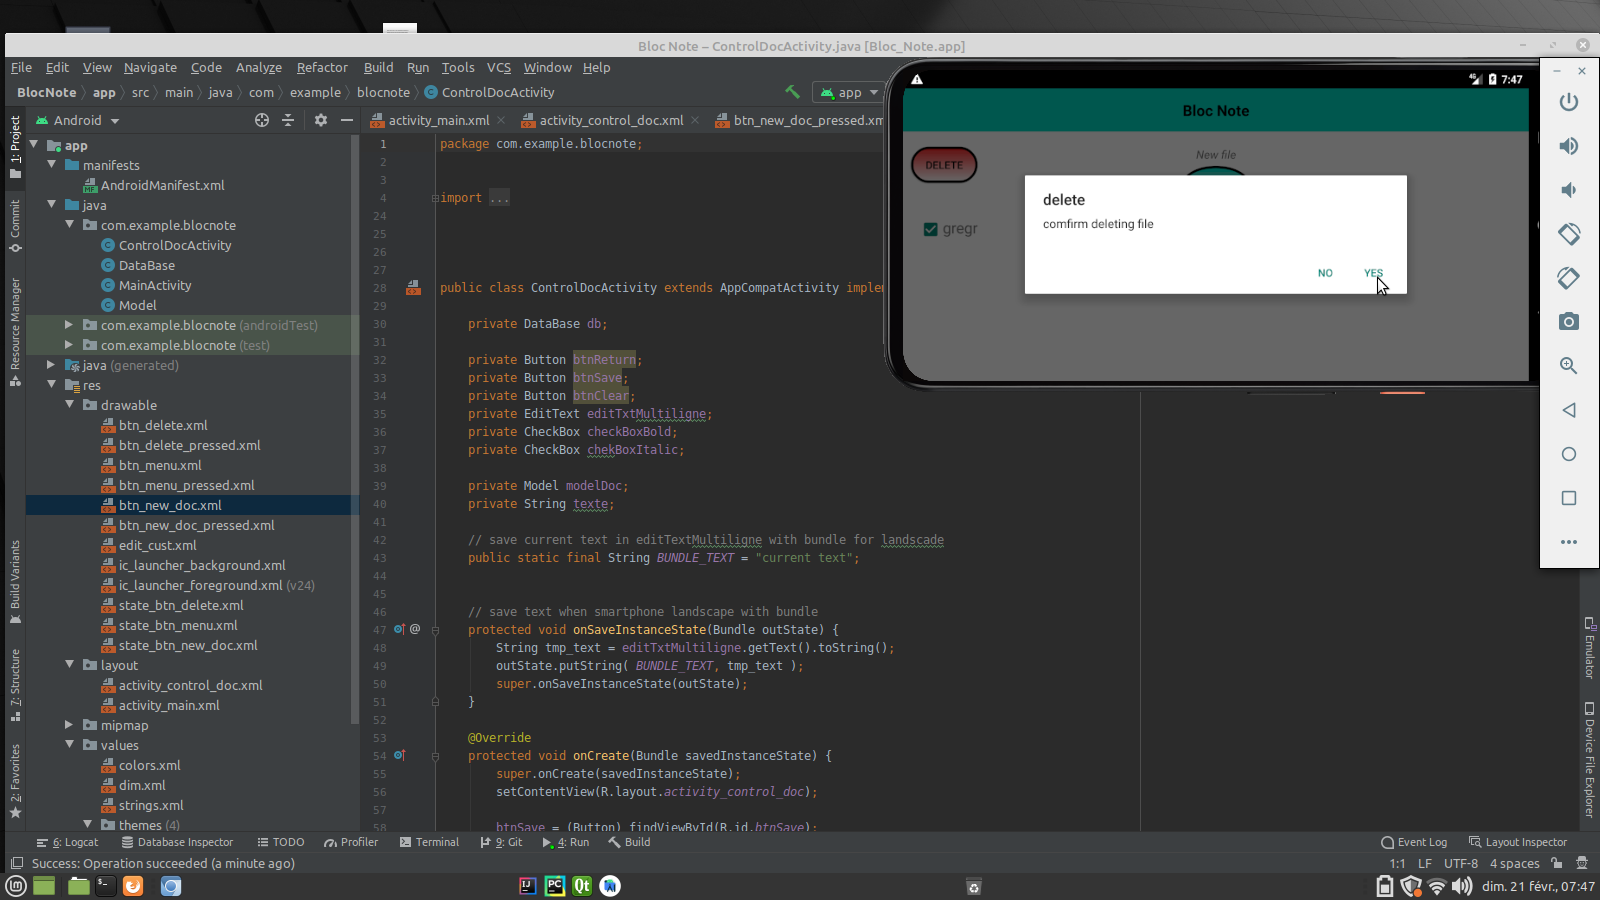 Bloc Note – ControlDocActivity.java [Bloc_Note.app]
File Edit View Navigate Code Analyze Refactor Build Run Tools VCS Window Help
BlocNote app src main java com example blocnote ControlDocActivity
app
Android
activity_main.xml activity_control_doc.xml btn_new_doc_pressed.xm
1: Project
Commit
Resource Manager
Build Variants
7: Structure
2: Favorites
app
manifests
AndroidManifest.xml
java
com.example.blocnote
ControlDocActivity
DataBase
MainActivity
Model
com.example.blocnote (androidTest)
com.example.blocnote (test)
java (generated)
res
drawable
btn_delete.xml
btn_delete_pressed.xml
btn_menu.xml
btn_menu_pressed.xml
btn_new_doc.xml
btn_new_doc_pressed.xml
edit_cust.xml
ic_launcher_background.xml
ic_launcher_foreground.xml (v24)
state_btn_delete.xml
state_btn_menu.xml
state_btn_new_doc.xml
layout
activity_control_doc.xml
activity_main.xml
mipmap
values
colors.xml
dim.xml
strings.xml
themes (4)
1 package com.example.blocnote;
2
3
4 import ...
24
25
26
27
28 public class ControlDocActivity extends AppCompatActivity implem
29
30 private DataBase db;
31
32 private Button btnReturn;
33 private Button btnSave;
34 private Button btnClear;
35 private EditText editTxtMultiligne;
36 private CheckBox checkBoxBold;
37 private CheckBox chekBoxItalic;
38
39 private Model modelDoc;
40 private String texte;
41
42 // save current text in editTextMultiligne with bundle for landscade
43 public static final String BUNDLE_TEXT = "current text";
44
45
46 // save text when smartphone landscape with bundle
47 @ protected void onSaveInstanceState(Bundle outState) {
48 String tmp_text = editTxtMultiligne.getText().toString();
49 outState.putString( BUNDLE_TEXT, tmp_text );
50 super.onSaveInstanceState(outState);
51 }
52
53 @Override
54 protected void onCreate(Bundle savedInstanceState) {
55 super.onCreate(savedInstanceState);
56 setContentView(R.layout.activity_control_doc);
57
58 btnSave = (Button) findViewById(R.id.btnSave);
4G 7:47
Bloc Note
DELETE
New file
gregr
delete
comfirm deleting file
NO YES
Emulator
Device File Explorer
6: Logcat Database Inspector TODO Profiler Terminal 9: Git 4: Run Build Event Log Layout Inspector
Success: Operation succeeded (a minute ago) 1:1 LF UTF-8 4 spaces
IJ PC Qt dim. 21 févr., 07:47